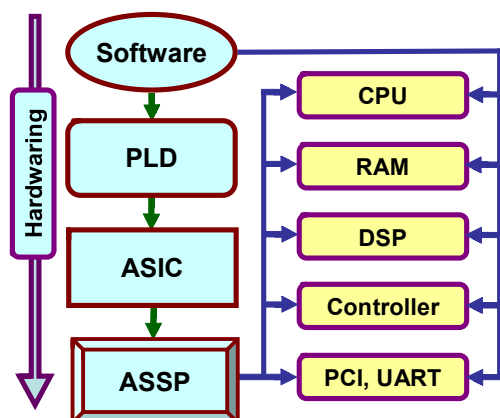 Software
Hardwaring
PLD
ASIC
ASSP
CPU
RAM
DSP
Controller
PCI, UART